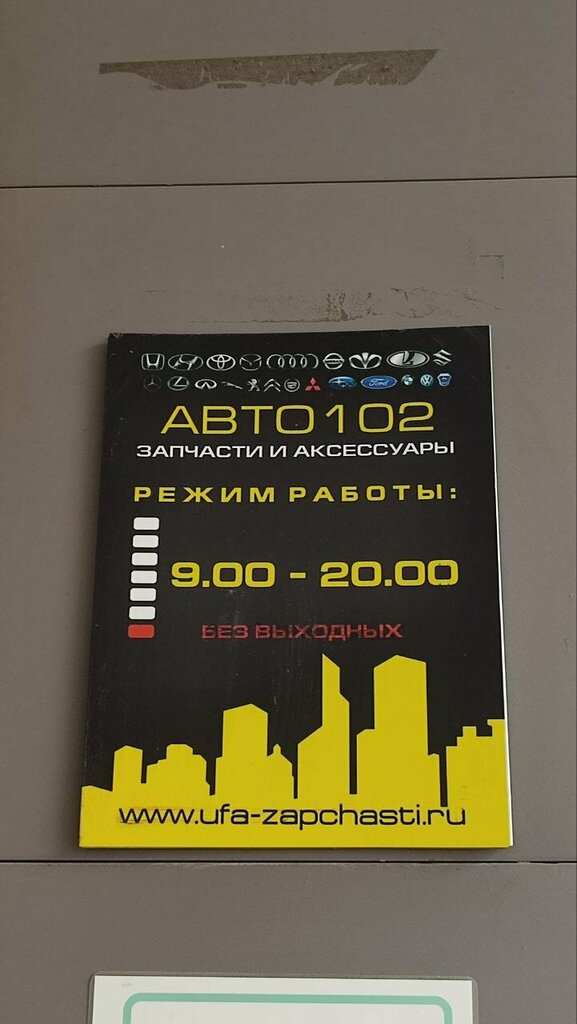 АВТО102
ЗАПЧАСТИ И АКСЕССУАРЫ
РЕЖИМ РАБОТЫ:
9.00 - 20.00
БЕЗ ВЫХОДНЫХ
www.ufa-zapchasti.ru